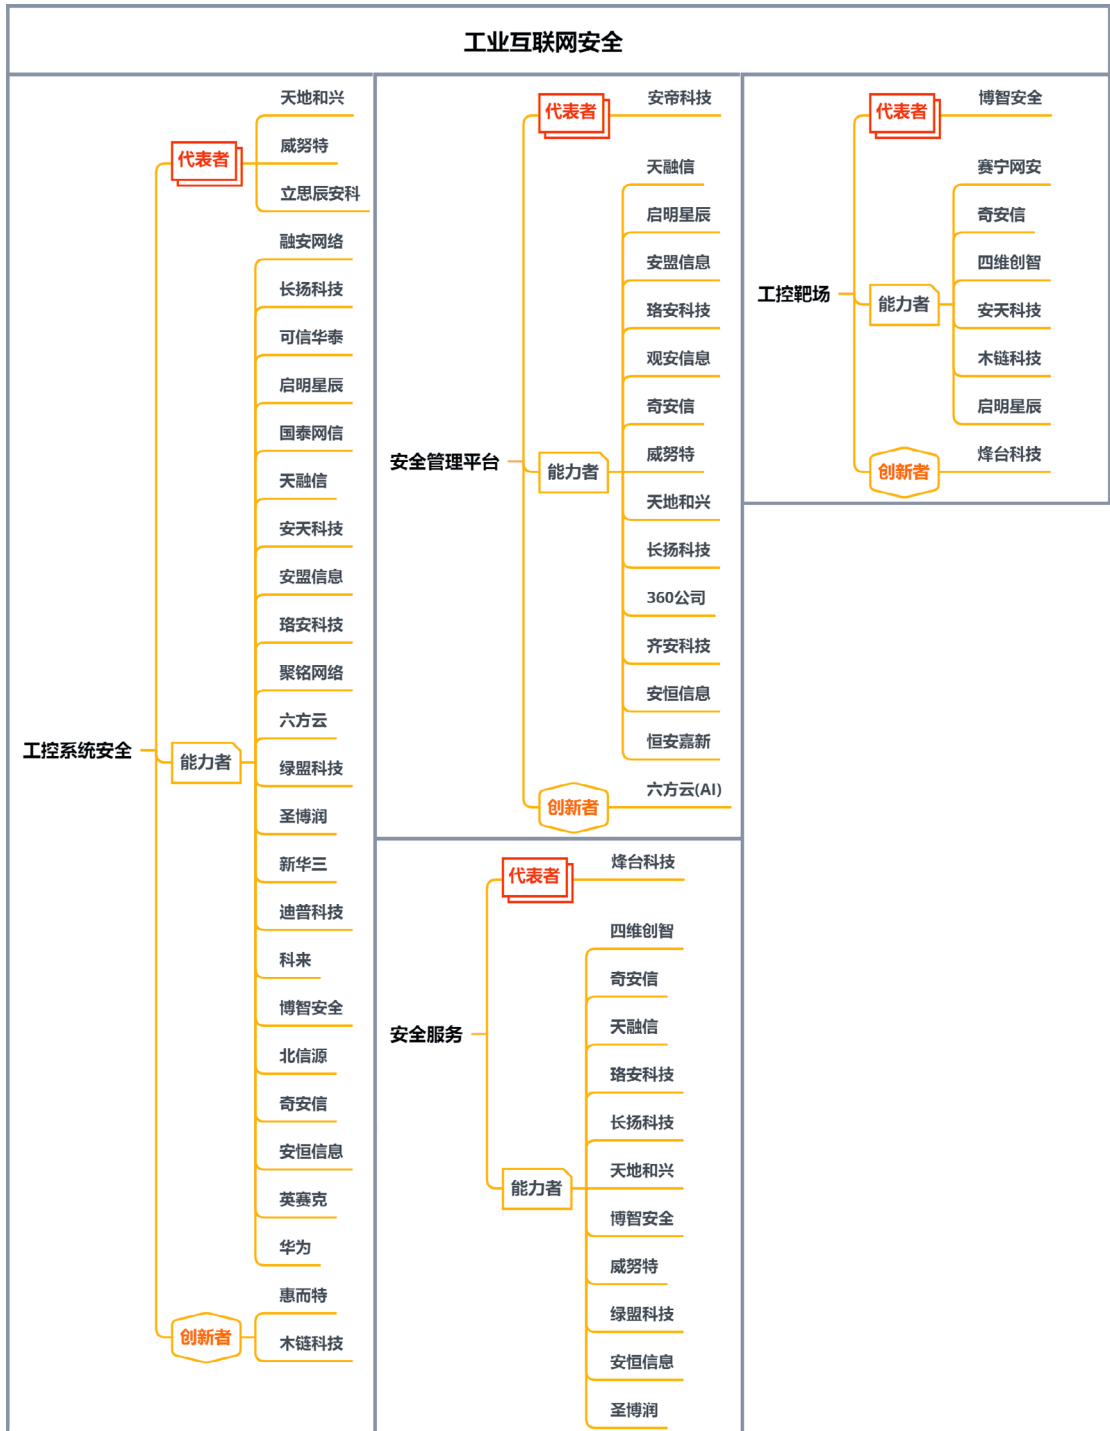 工业互联网安全
工控系统安全
代表者
天地和兴
威努特
立思辰安科
能力者
融安网络
长扬科技
可信华泰
启明星辰
国泰网信
天融信
安天科技
安盟信息
珞安科技
聚铭网络
六方云
绿盟科技
圣博润
新华三
迪普科技
科来
博智安全
北信源
奇安信
安恒信息
英赛克
华为
创新者
惠而特
木链科技
安全管理平台
代表者
安帝科技
能力者
天融信
启明星辰
安盟信息
珞安科技
观安信息
奇安信
威努特
天地和兴
长扬科技
360公司
齐安科技
安恒信息
恒安嘉新
创新者
六方云(AI)
安全服务
代表者
烽台科技
能力者
四维创智
奇安信
天融信
珞安科技
长扬科技
天地和兴
博智安全
威努特
绿盟科技
安恒信息
圣博润
工控靶场
代表者
博智安全
能力者
赛宁网安
奇安信
四维创智
安天科技
木链科技
启明星辰
创新者
烽台科技